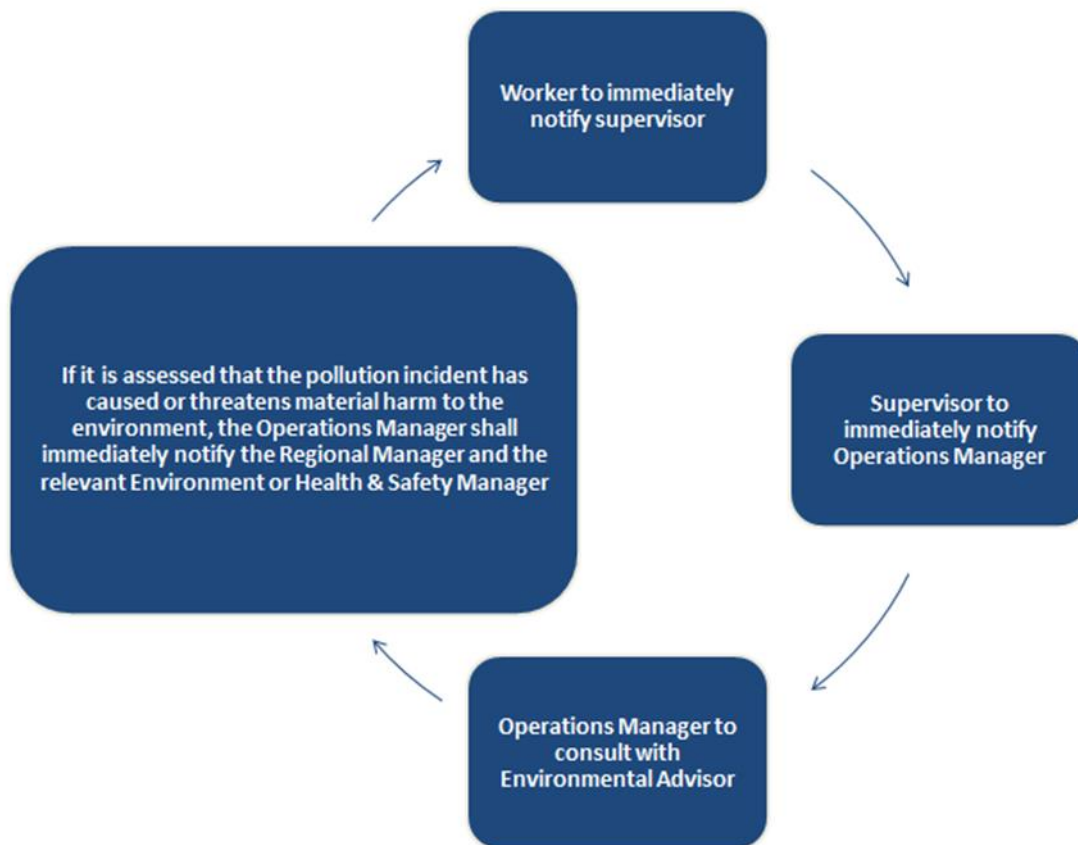 Worker to immediately
notify supervisor
Supervisor to
immediately notify
Operations Manager
Operations Manager to
consult with
Environmental Advisor
If it is assessed that the pollution incident has
caused or threatens material harm to the
environment, the Operations Manager shall
immediately notify the Regional Manager and the
relevant Environment or Health & Safety Manager